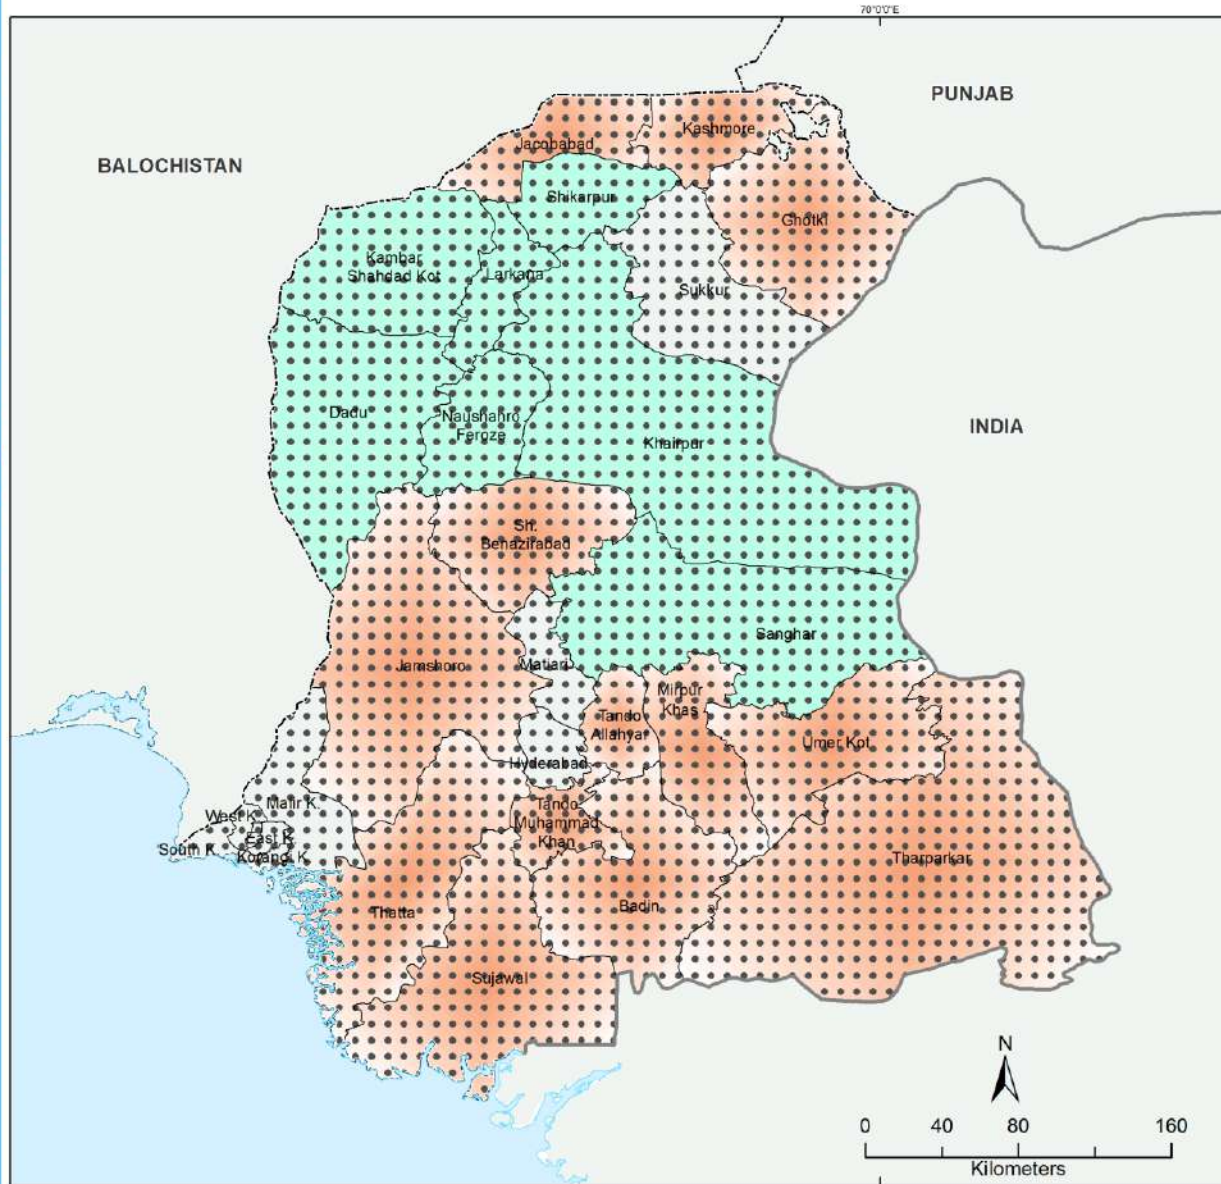 70°0'0"E
PUNJAB
BALOCHISTAN
Kashmore
Jacobabad
Shikarpur
Ghotki
Kambar
Shahdad Kot
Larkana
Sukkur
Dadu
Naushahro
Feroze
Khairpur
INDIA
Sh.
Benazirabad
Sanghar
Jamshoro
Matiari
Mirpur
Khas
Tando
Allahyar
Umer Kot
Hyderabad
Malir K.
West K.
Tando
Muhammad
Khan
East K.
South K.
Korangi K.
Tharparkar
Thatta
Badin
Sujawal
N
0 40 80 160
Kilometers